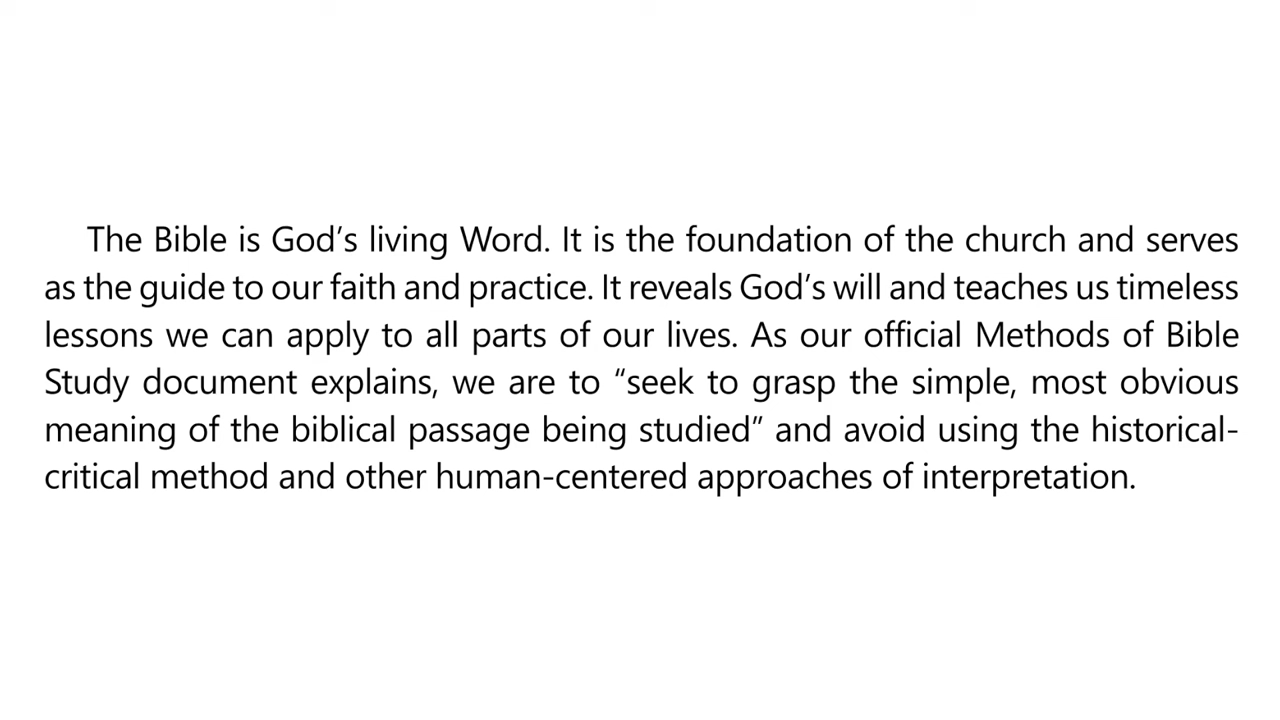 The Bible is God’s living Word. It is the foundation of the church and serves
as the guide to our faith and practice. It reveals God’s will and teaches us timeless
lessons we can apply to all parts of our lives. As our official Methods of Bible
Study document explains, we are to “seek to grasp the simple, most obvious
meaning of the biblical passage being studied” and avoid using the historical-
critical method and other human-centered approaches of interpretation.